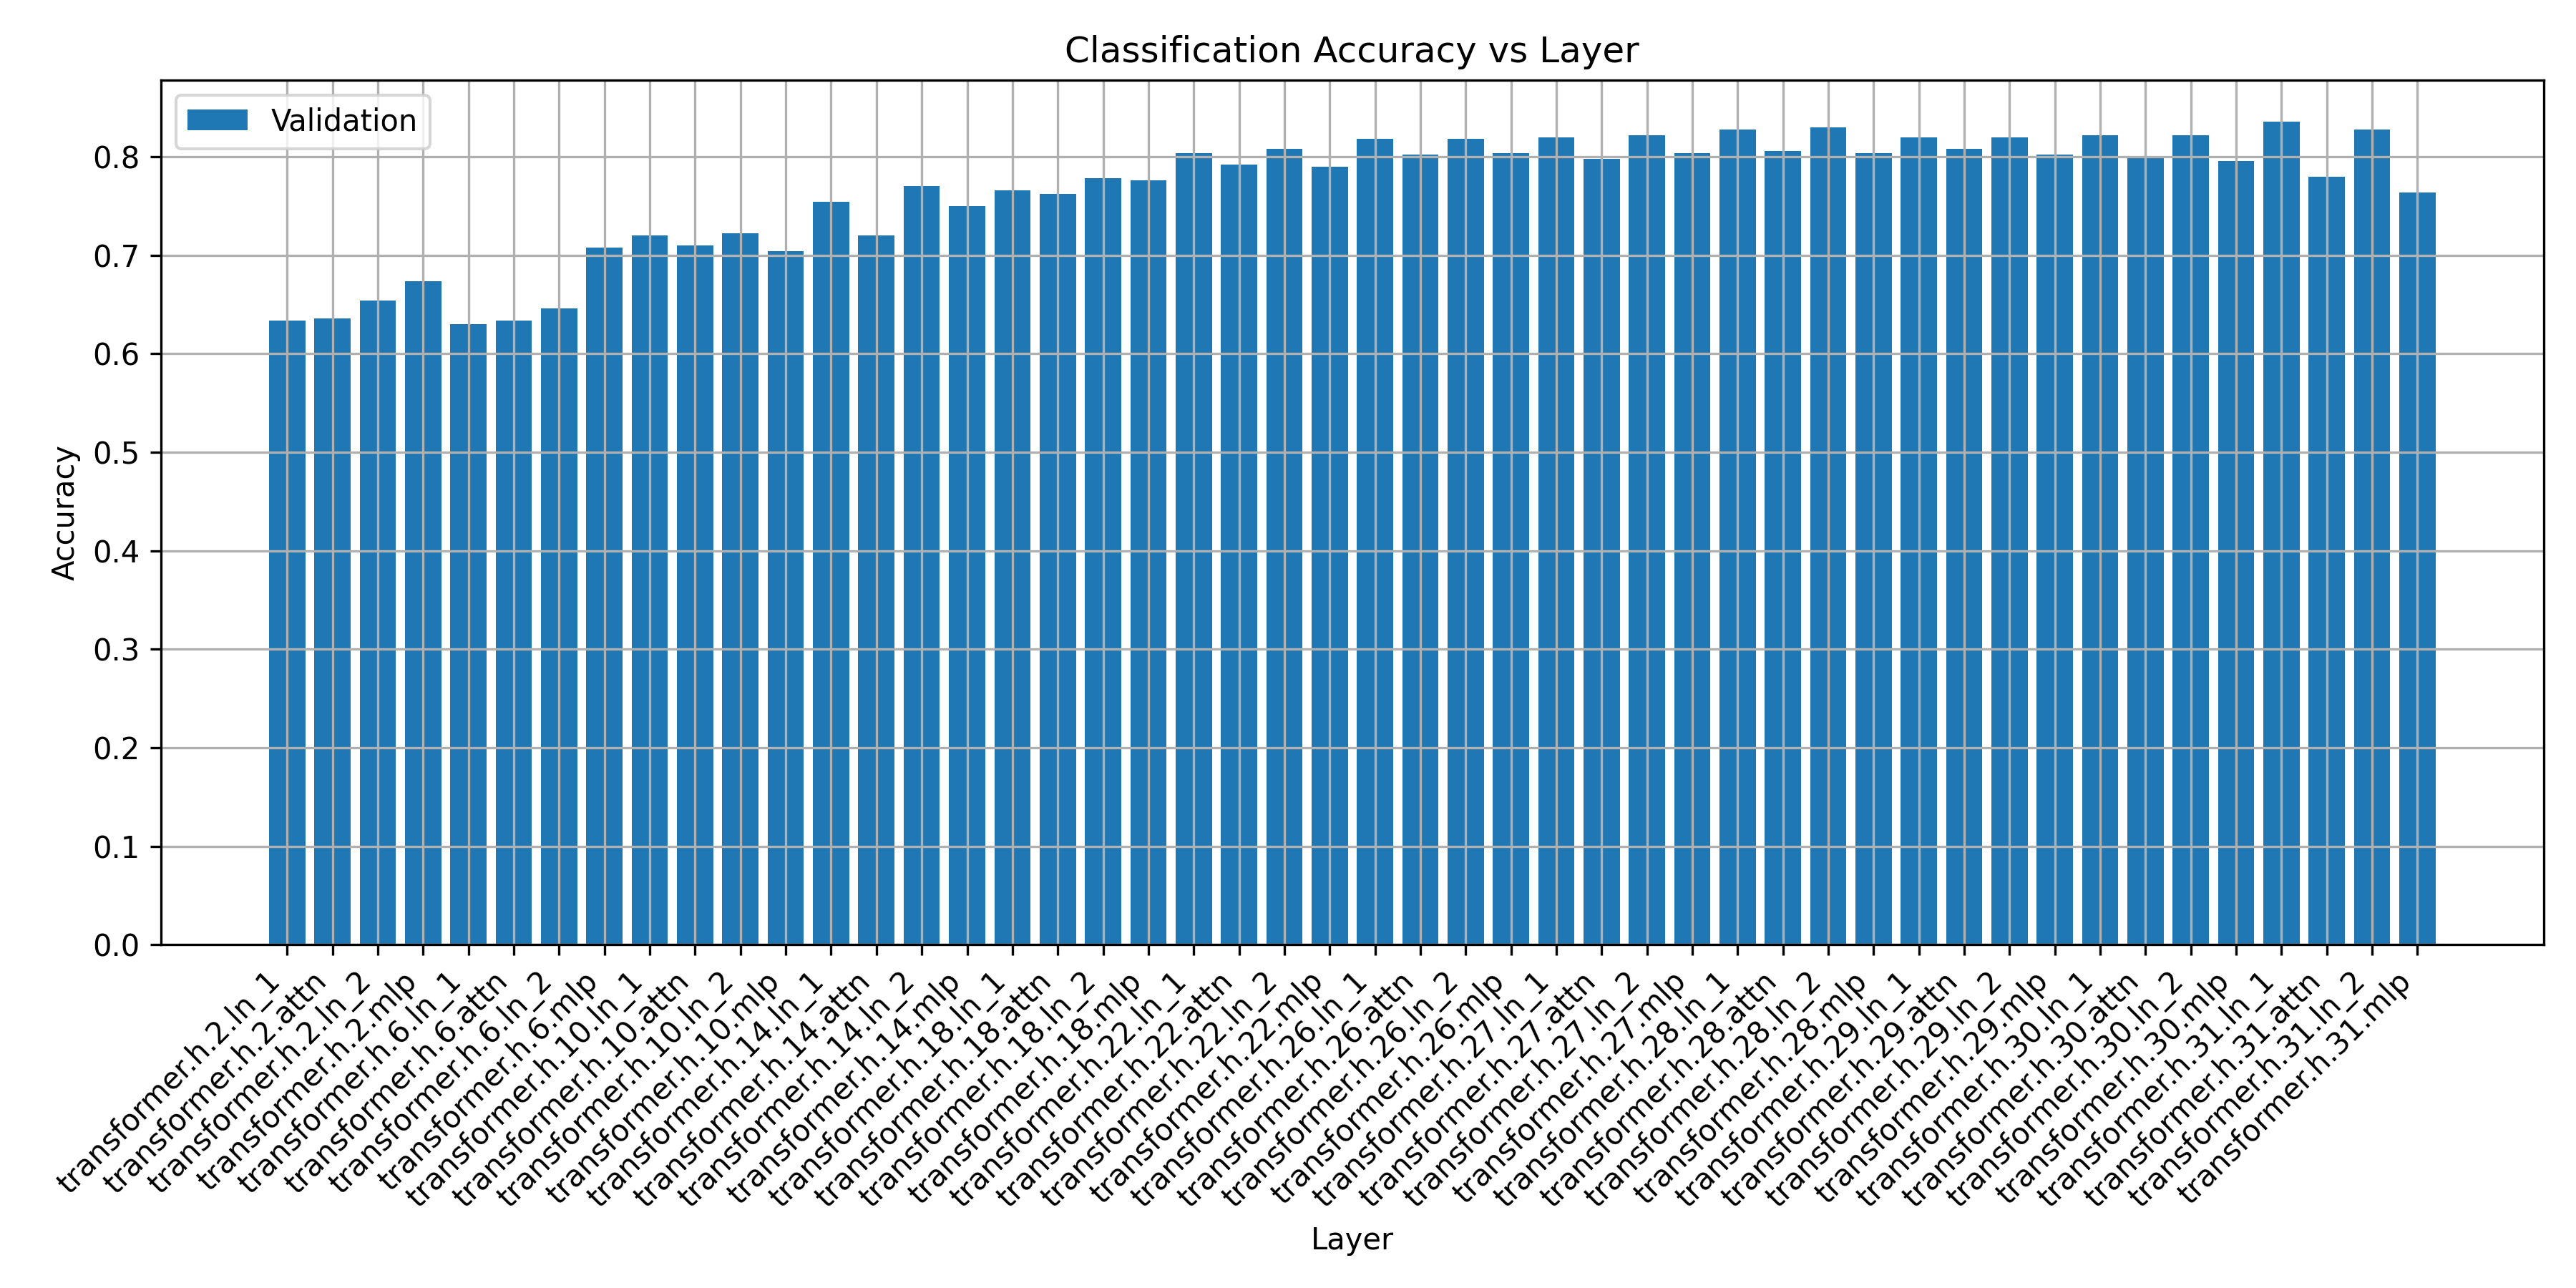 Classification Accuracy vs Layer
Validation
0.8
0.7
0.6
0.5
0.4
0.3
0.2
0.1
0.0
Accuracy
transformer.h.2.ln_1
transformer.h.2.attn
transformer.h.2.ln_2
transformer.h.2.mlp
transformer.h.6.ln_1
transformer.h.6.attn
transformer.h.6.ln_2
transformer.h.6.mlp
transformer.h.10.ln_1
transformer.h.10.attn
transformer.h.10.ln_2
transformer.h.10.mlp
transformer.h.14.ln_1
transformer.h.14.attn
transformer.h.14.ln_2
transformer.h.14.mlp
transformer.h.18.ln_1
transformer.h.18.attn
transformer.h.18.ln_2
transformer.h.18.mlp
transformer.h.22.ln_1
transformer.h.22.attn
transformer.h.22.ln_2
transformer.h.22.mlp
transformer.h.26.ln_1
transformer.h.26.attn
transformer.h.26.ln_2
transformer.h.26.mlp
transformer.h.27.ln_1
transformer.h.27.attn
transformer.h.27.ln_2
transformer.h.27.mlp
transformer.h.28.ln_1
transformer.h.28.attn
transformer.h.28.ln_2
transformer.h.28.mlp
transformer.h.29.ln_1
transformer.h.29.attn
transformer.h.29.ln_2
transformer.h.29.mlp
transformer.h.30.ln_1
transformer.h.30.attn
transformer.h.30.ln_2
transformer.h.30.mlp
transformer.h.31.ln_1
transformer.h.31.attn
transformer.h.31.ln_2
transformer.h.31.mlp
Layer